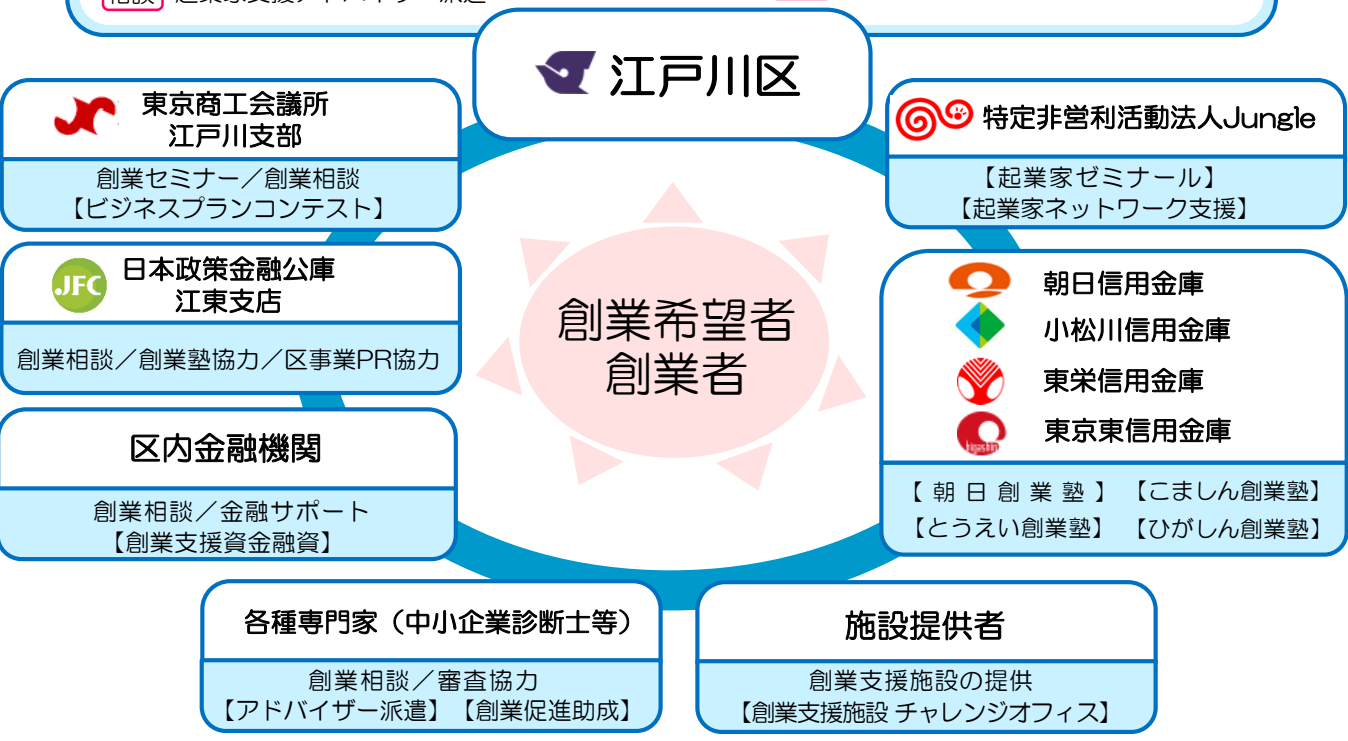 相談
江戸川区
東京商工会議所
江戸川支部
創業セミナー／創業相談
【ビジネスプランコンテスト】
特定非営利活動法人Jungle
【起業家ゼミナール】
【起業家ネットワーク支援】
JFC
日本政策金融公庫
江東支店
創業相談／創業塾協力／区事業PR協力
創業希望者
創業者
朝日信用金庫
小松川信用金庫
東栄信用金庫
higashin
東京東信用金庫
【 朝 日 創 業 塾 】 【こましん創業塾】
【とうえい創業塾】 【ひがしん創業塾】
区内金融機関
創業相談／金融サポート
【創業支援資金融資】
各種専門家（中小企業診断士等）
創業相談／審査協力
【アドバイザー派遣】【創業促進助成】
施設提供者
創業支援施設の提供
【創業支援施設 チャレンジオフィス】